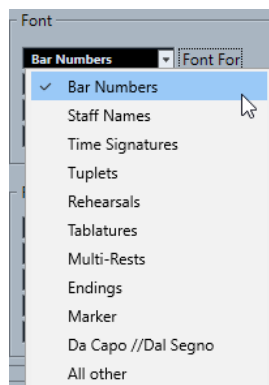 Font
Bar Numbers Font For
Bar Numbers
Staff Names
Time Signatures
Tuplets
Rehearsals
Tablatures
Multi-Rests
Endings
Marker
Da Capo //Dal Segno
All other